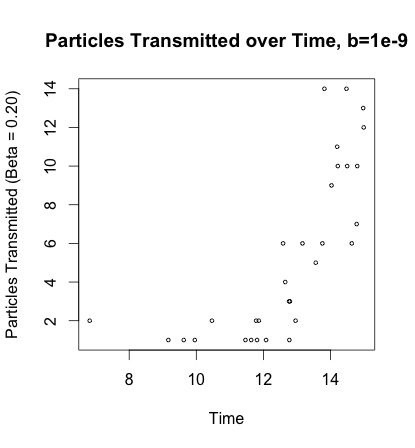 Particles Transmitted over Time, b=1e-9
Particles Transmitted (Beta = 0.20)
14
12
10
8
6
4
2
8 10 12 14
Time